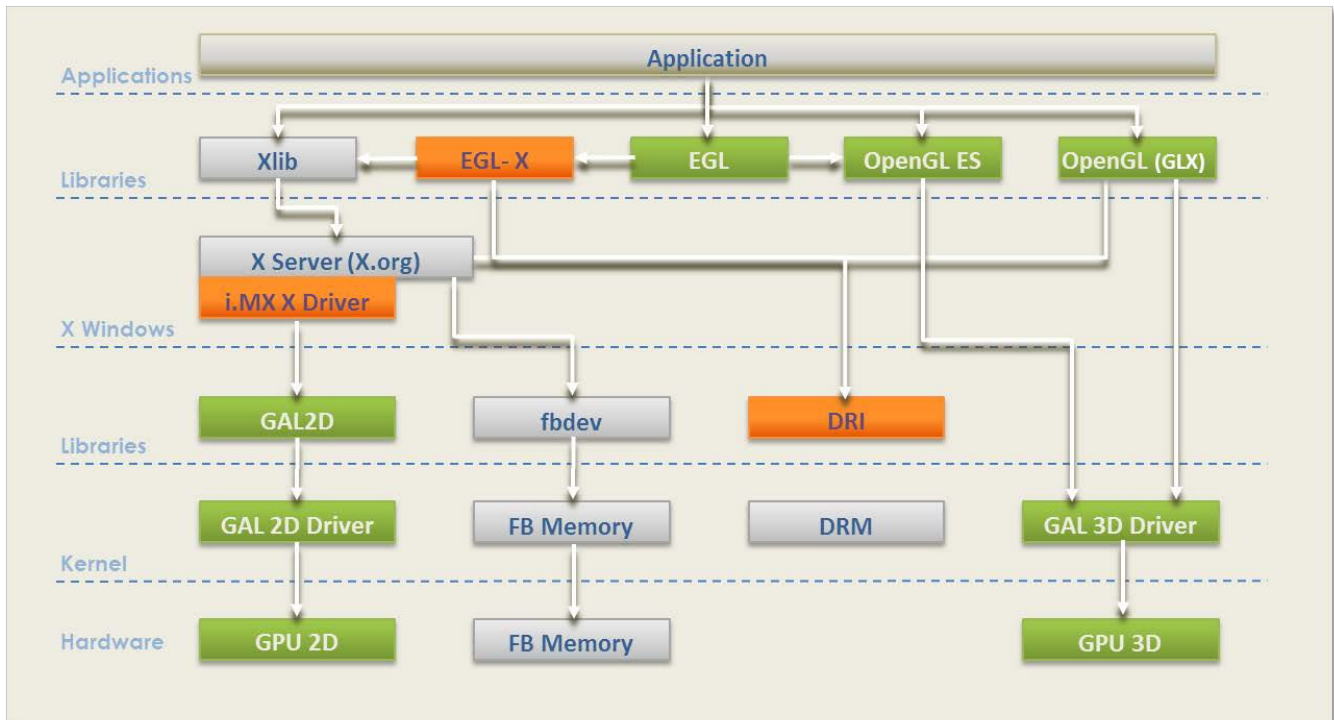 Application
Applications
Xlib
EGL- X
EGL
OpenGL ES
OpenGL (GLX)
Libraries
X Server (X.org)
i.MX X Driver
X Windows
GAL2D
fbdev
DRI
Libraries
GAL 2D Driver
FB Memory
DRM
GAL 3D Driver
Kernel
Hardware
GPU 2D
FB Memory
GPU 3D